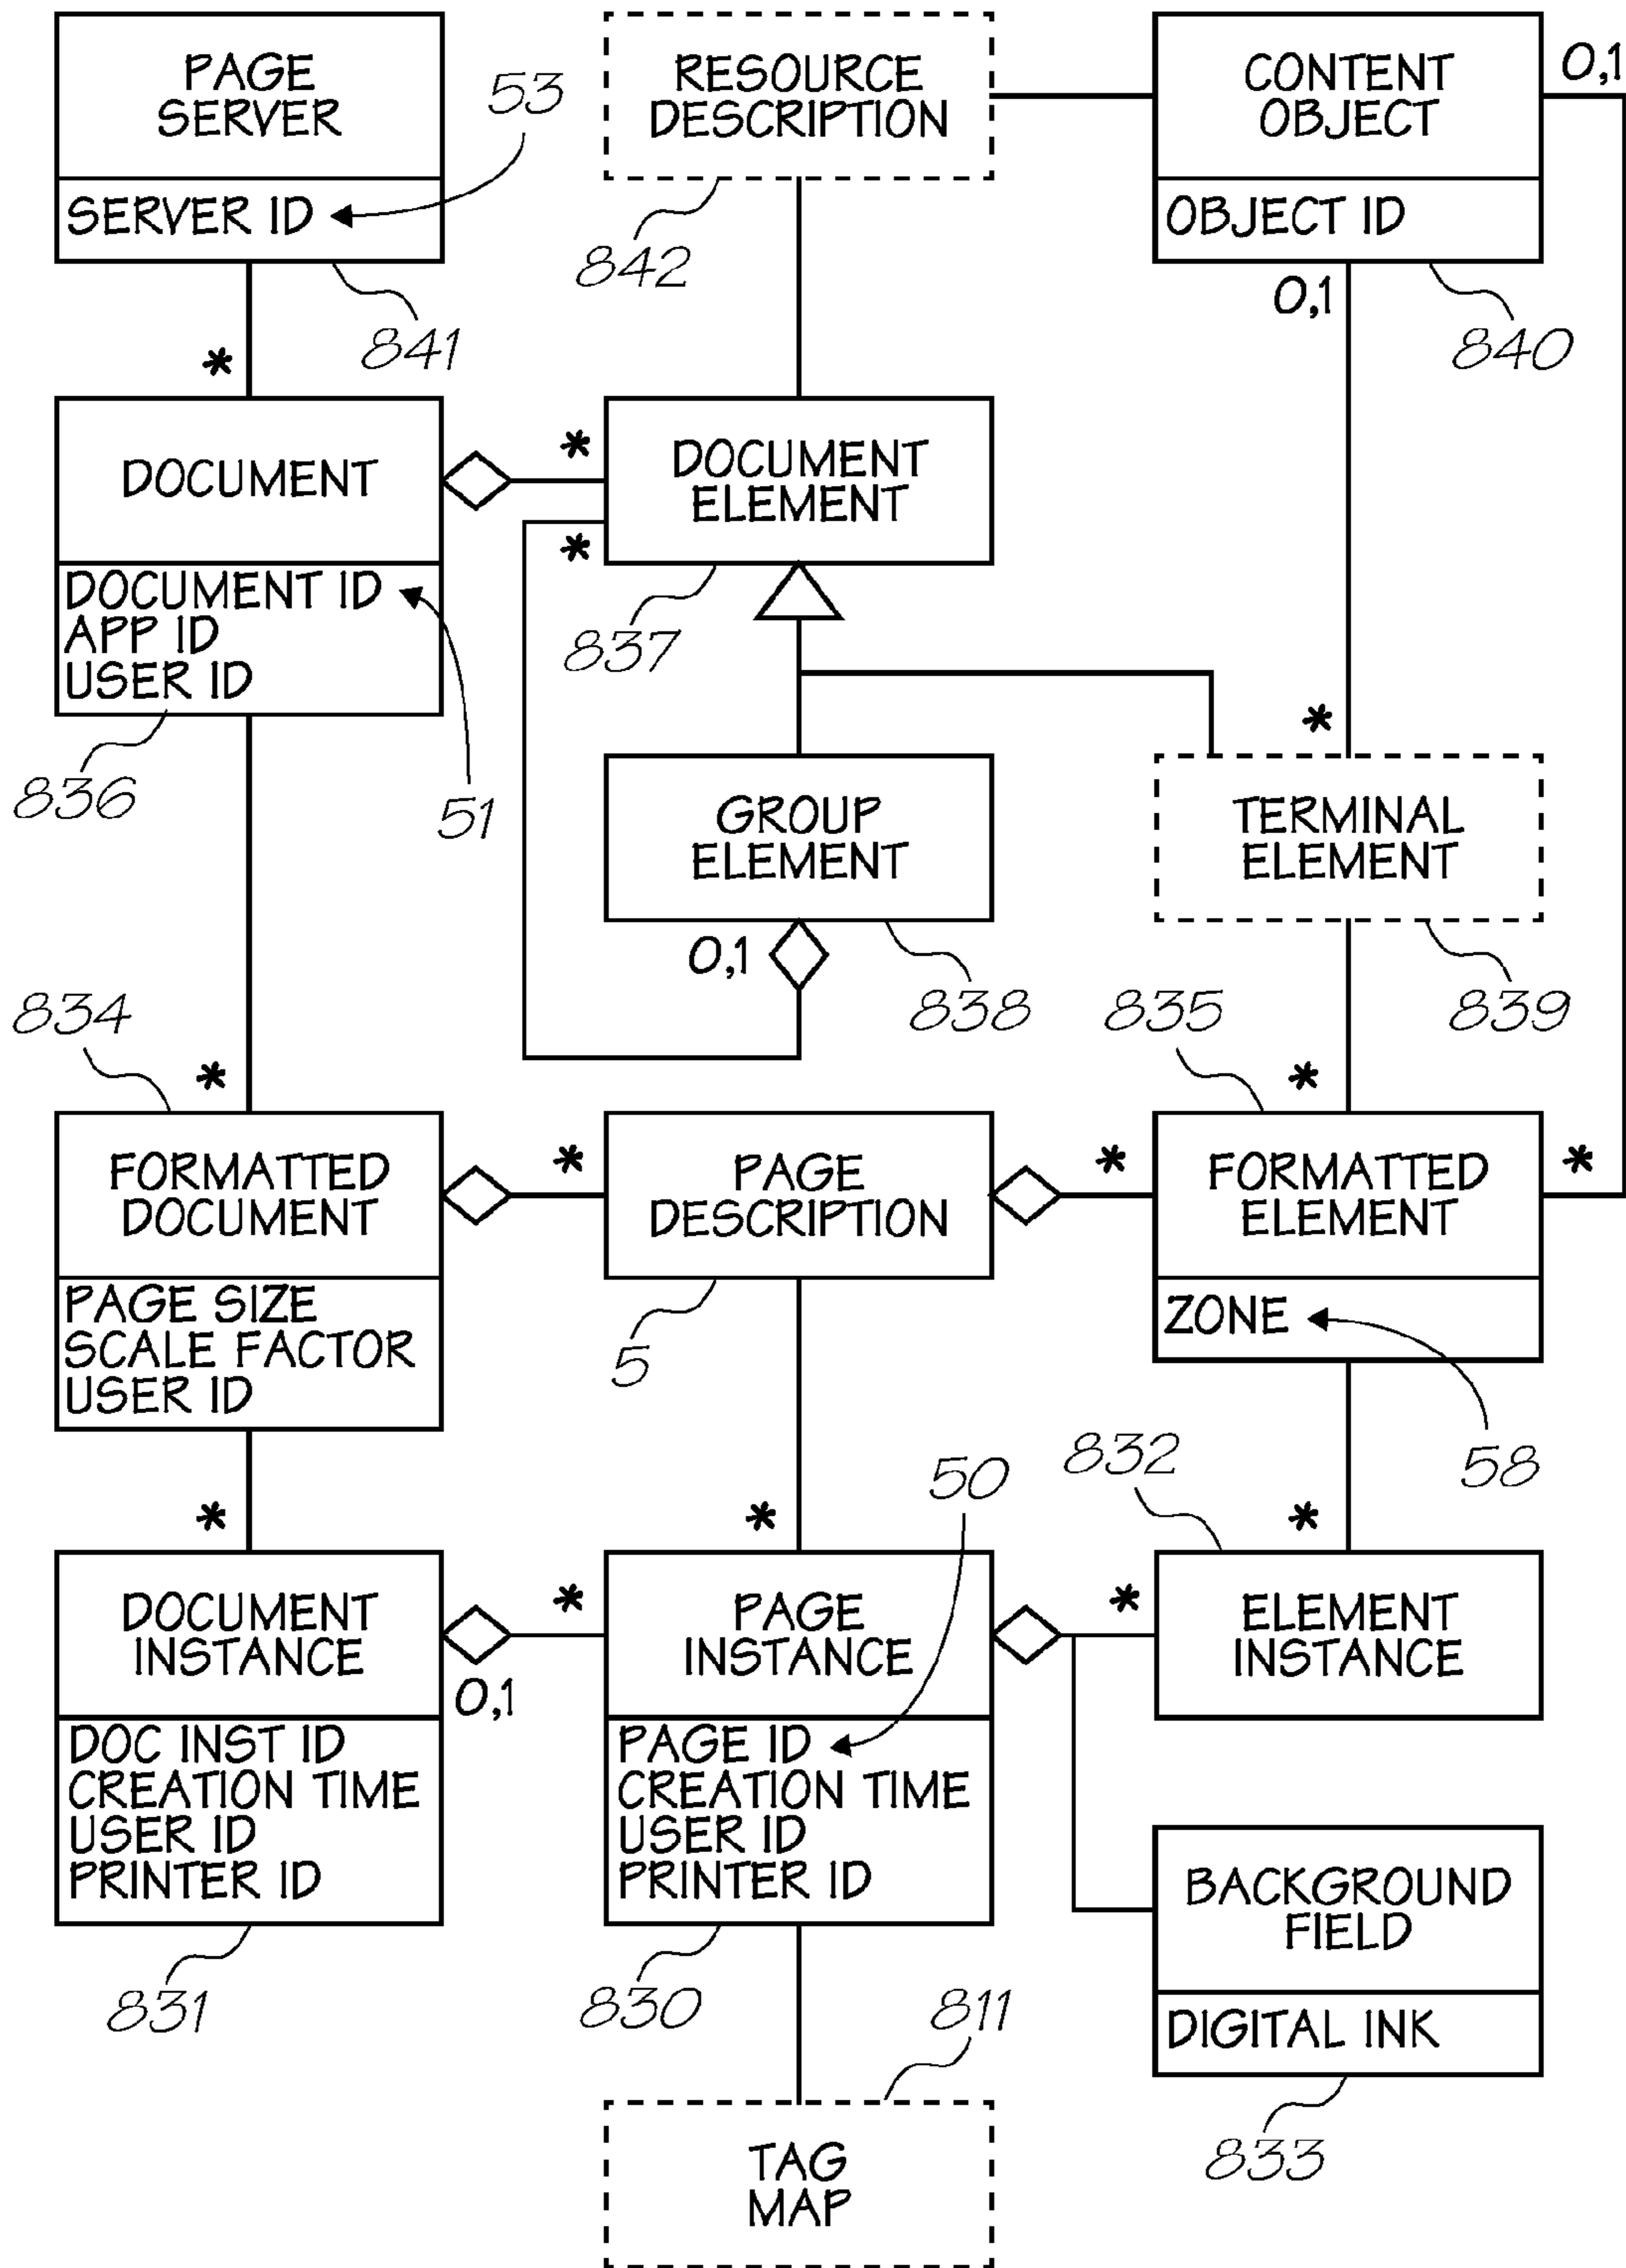 PAGE
SERVER
53
SERVER ID
841
RESOURCE
DESCRIPTION
842
CONTENT
OBJECT
0,1
OBJECT ID
0,1
840
*
DOCUMENT
*
DOCUMENT
ELEMENT
*
DOCUMENT ID
APP ID
USER ID
836
51
837
*
GROUP
ELEMENT
0,1
838
TERMINAL
ELEMENT
839
834
*
835
*
FORMATTED
DOCUMENT
*
PAGE
DESCRIPTION
*
FORMATTED
ELEMENT
*
PAGE SIZE
SCALE FACTOR
USER ID
5
ZONE
58
*
*
50
832
*
DOCUMENT
INSTANCE
*
0,1
PAGE
INSTANCE
*
ELEMENT
INSTANCE
DOC INST ID
CREATION TIME
USER ID
PRINTER ID
831
PAGE ID
CREATION TIME
USER ID
PRINTER ID
830
811
BACKGROUND
FIELD
DIGITAL INK
833
TAG
MAP